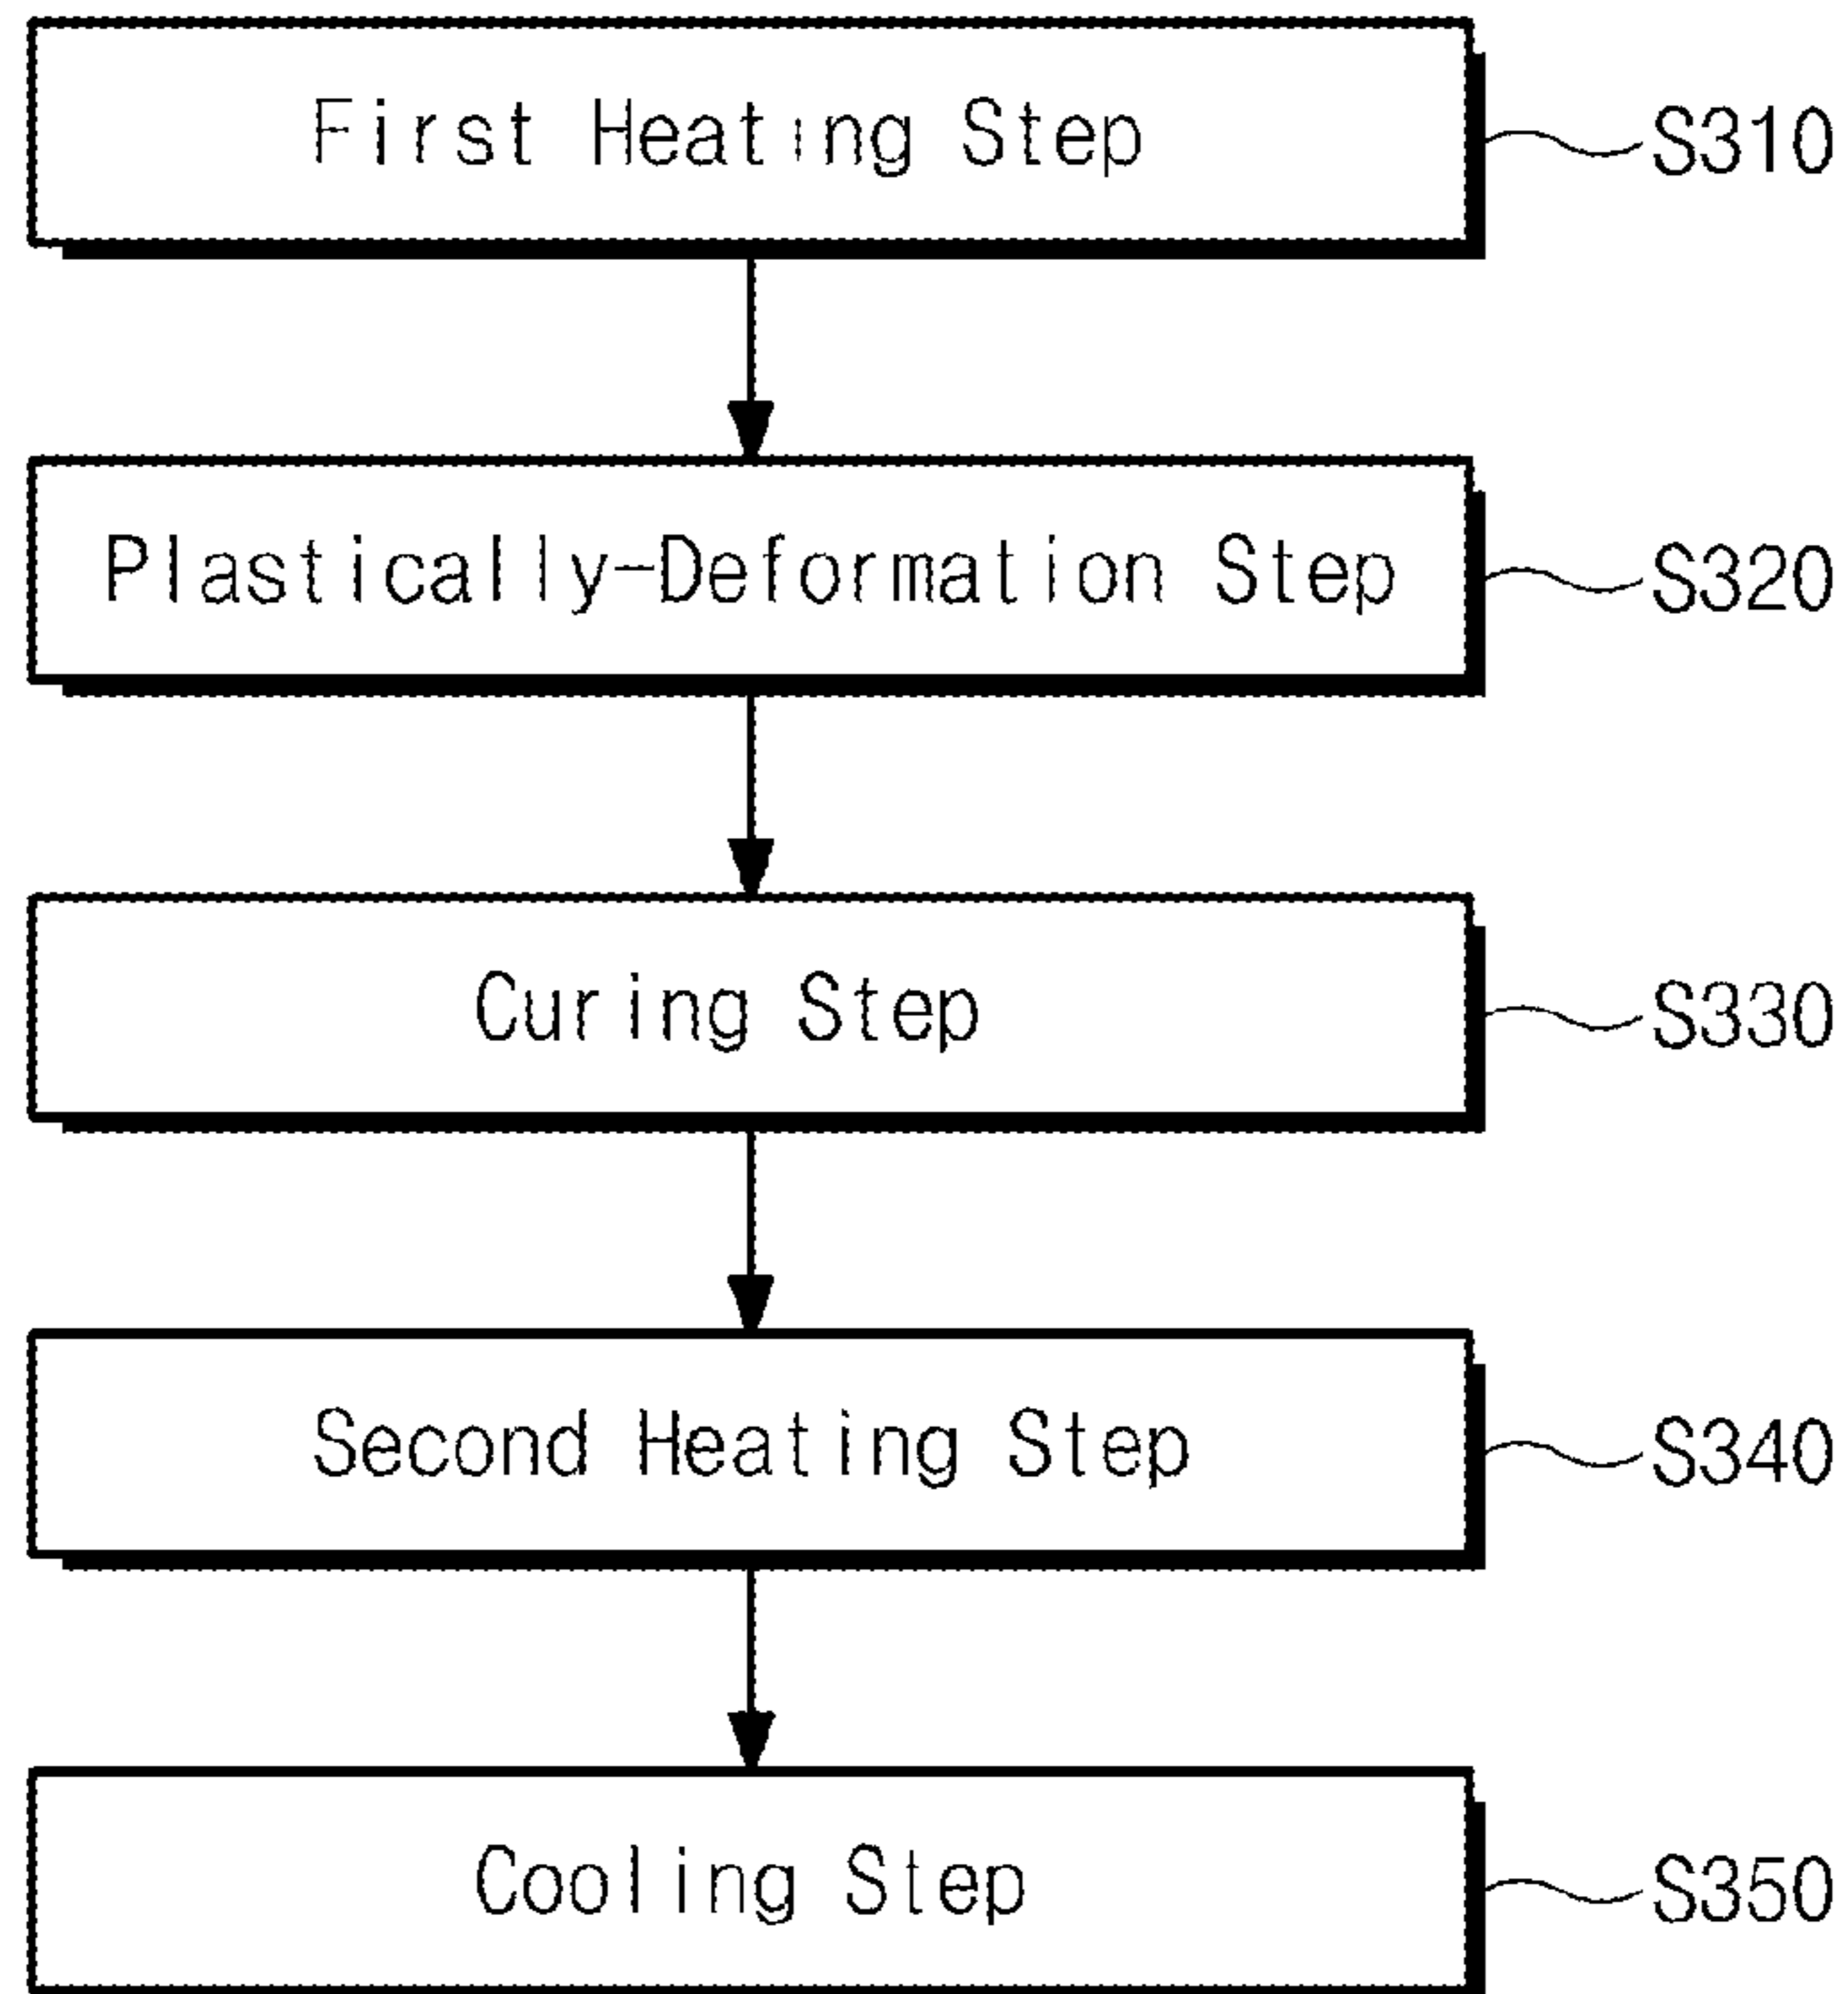 First Heating Step
S310
Plastically-Deformation Step
S320
Curing Step
S330
Second Heating Step
S340
Cooling Step
S350